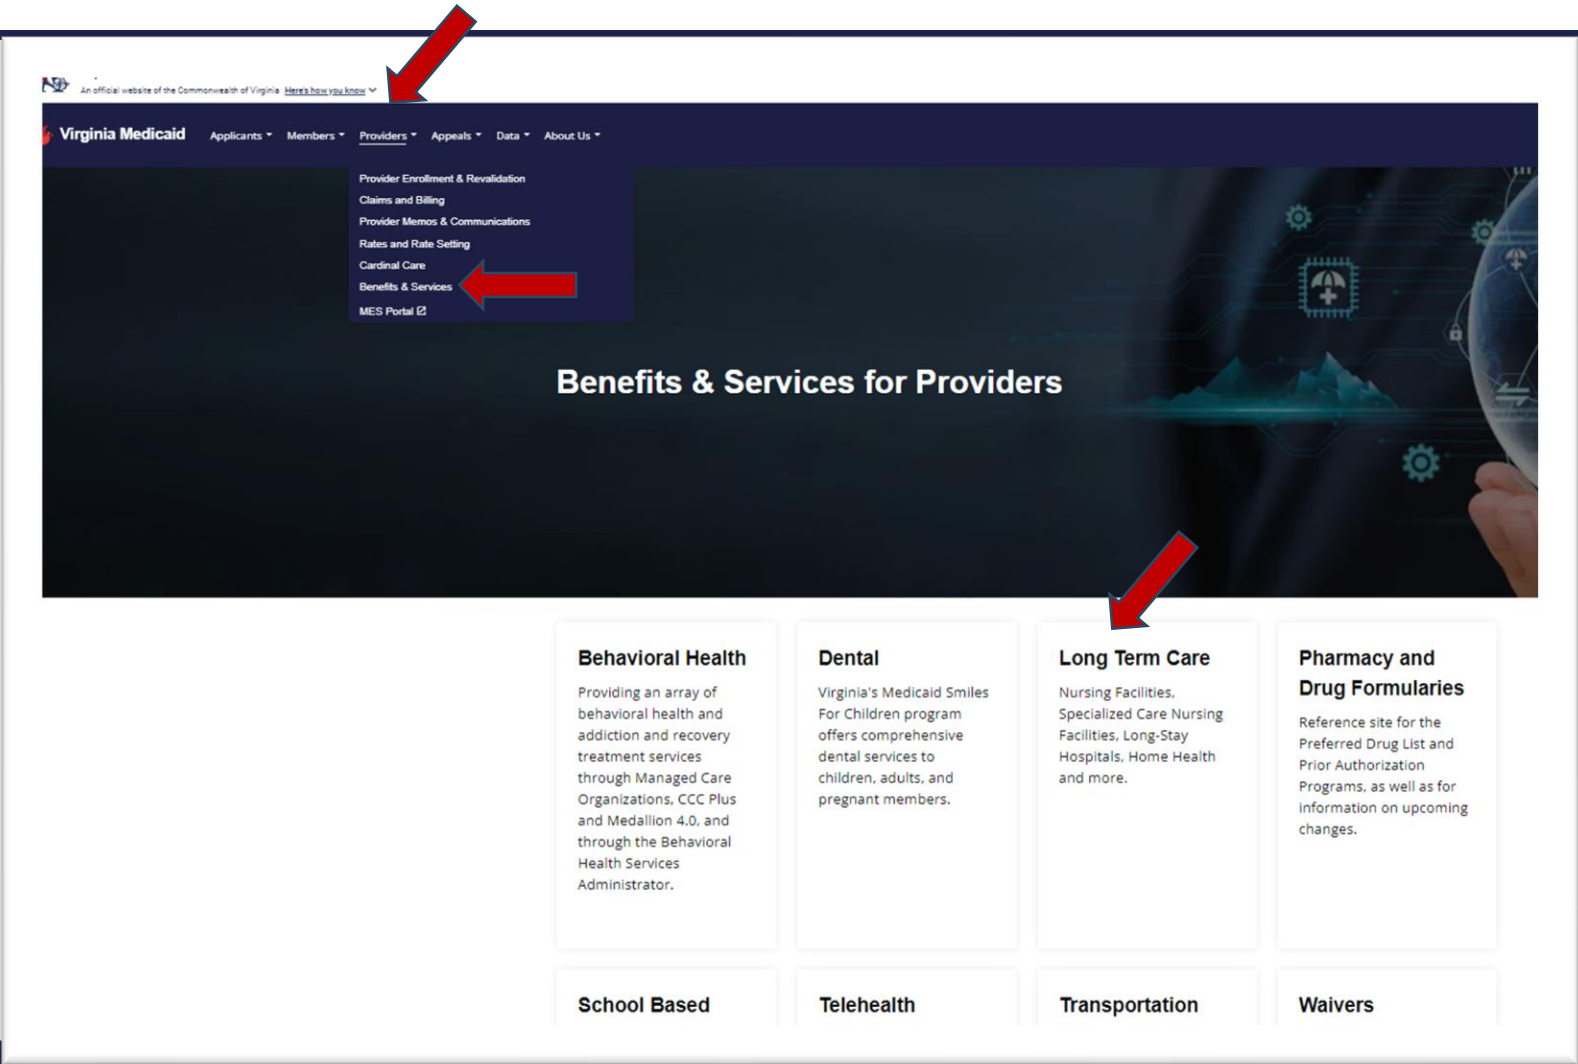 An official website of the Commonwealth of Virginia Here's how you know
Virginia Medicaid Applicants Members Providers Appeals Data About Us
Provider Enrollment & Revalidation
Claims and Billing
Provider Memos & Communications
Rates and Rate Setting
Cardinal Care
Benefits & Services
MES Portal
Benefits & Services for Providers
Behavioral Health
Providing an array of
behavioral health and
addiction and recovery
treatment services
through Managed Care
Organizations, CCC Plus
and Medallion 4.0, and
through the Behavioral
Health Services
Administrator.
Dental
Virginia's Medicaid Smiles
For Children program
offers comprehensive
dental services to
children, adults, and
pregnant members.
Long Term Care
Nursing Facilities,
Specialized Care Nursing
Facilities, Long-Stay
Hospitals, Home Health
and more.
Pharmacy and
Drug Formularies
Reference site for the
Preferred Drug List and
Prior Authorization
Programs, as well as for
information on upcoming
changes.
School Based
Telehealth
Transportation
Waivers